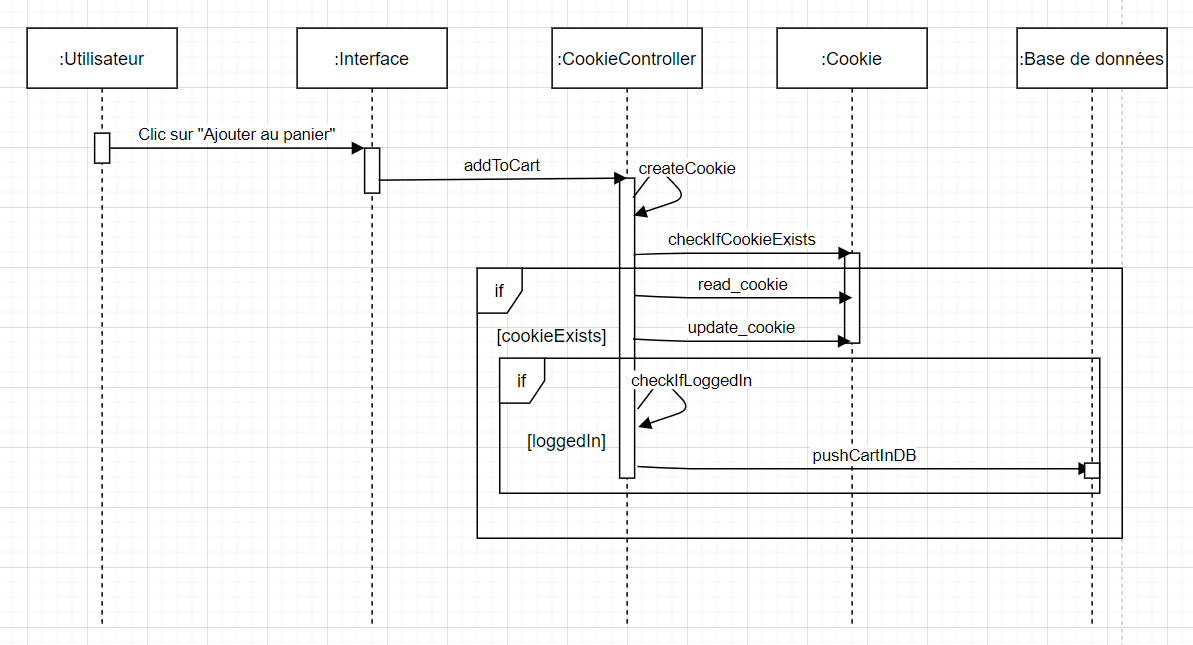 :Utilisateur
:Interface
:CookieController
:Cookie
:Base de données
Clic sur "Ajouter au panier"
addToCart
createCookie
checkIfCookieExists
if
read_cookie
update_cookie
[cookieExists]
if
checkIfLoggedIn
[loggedIn]
pushCartInDB